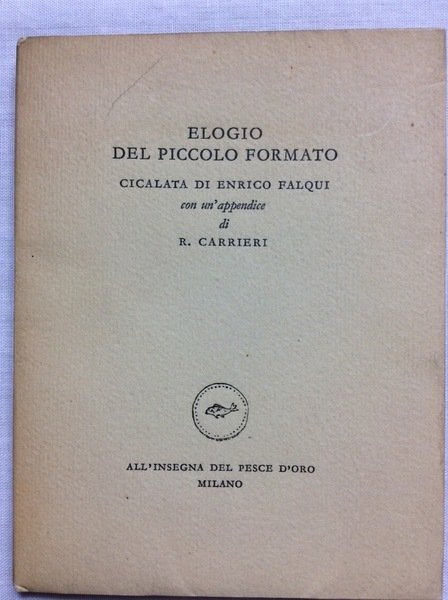 ELOGIO
DEL PICCOLO FORMATO
CICALATA DI ENRICO FALQUI
con un'appendice
di
R. CARRIERI
ALL'INSEGNA DEL PESCE D'ORO
MILANO